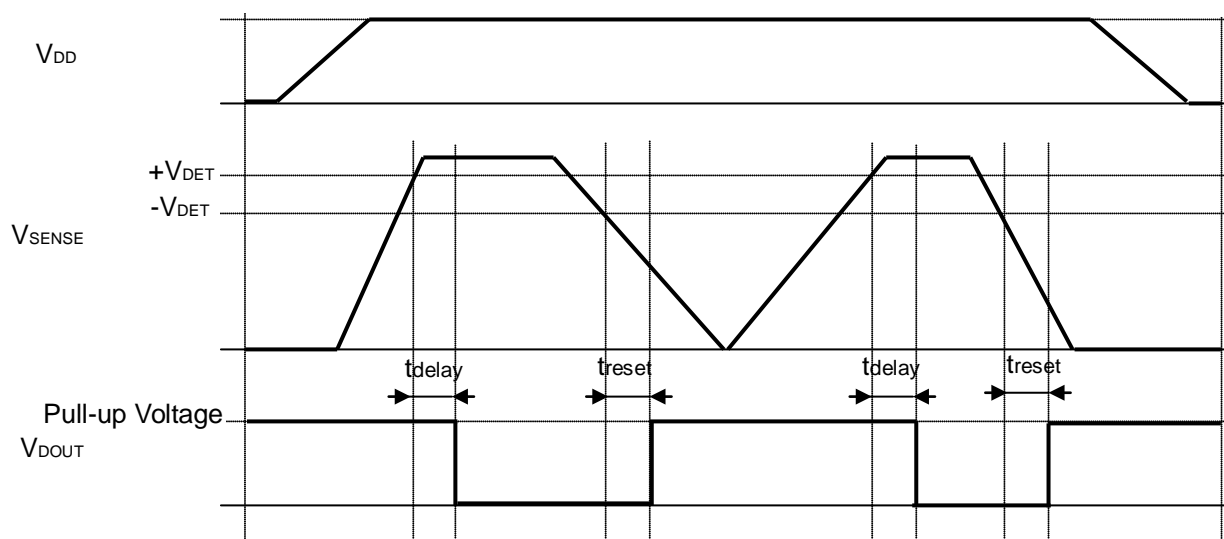 VDD
+VDET
-VDET
VSENSE
tdelay
treset
tdelay
treset
Pull-up Voltage
VDOUT